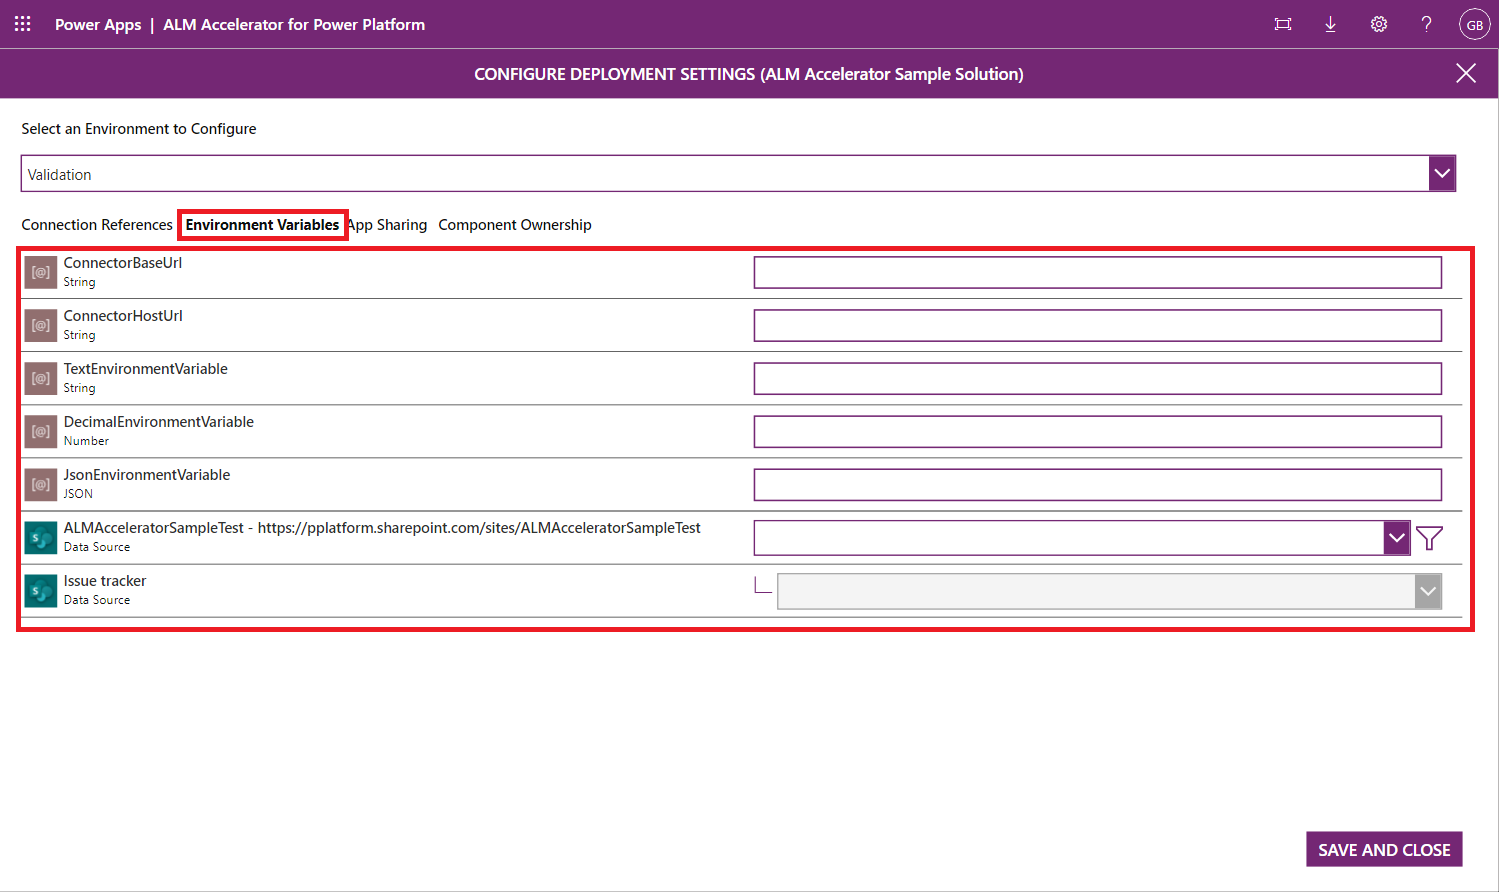 Power Apps | ALM Accelerator for Power Platform
? GB
CONFIGURE DEPLOYMENT SETTINGS (ALM Accelerator Sample Solution)
Select an Environment to Configure
Validation
Connection References Environment Variables App Sharing Component Ownership
[@] ConnectorBaseUrl
String
[@] ConnectorHostUrl
String
[@] TextEnvironmentVariable
String
[@] DecimalEnvironmentVariable
Number
[@] JsonEnvironmentVariable
JSON
S ALMAcceleratorSampleTest - https://pplatform.sharepoint.com/sites/ALMAcceleratorSampleTest
Data Source
S Issue tracker
Data Source
SAVE AND CLOSE